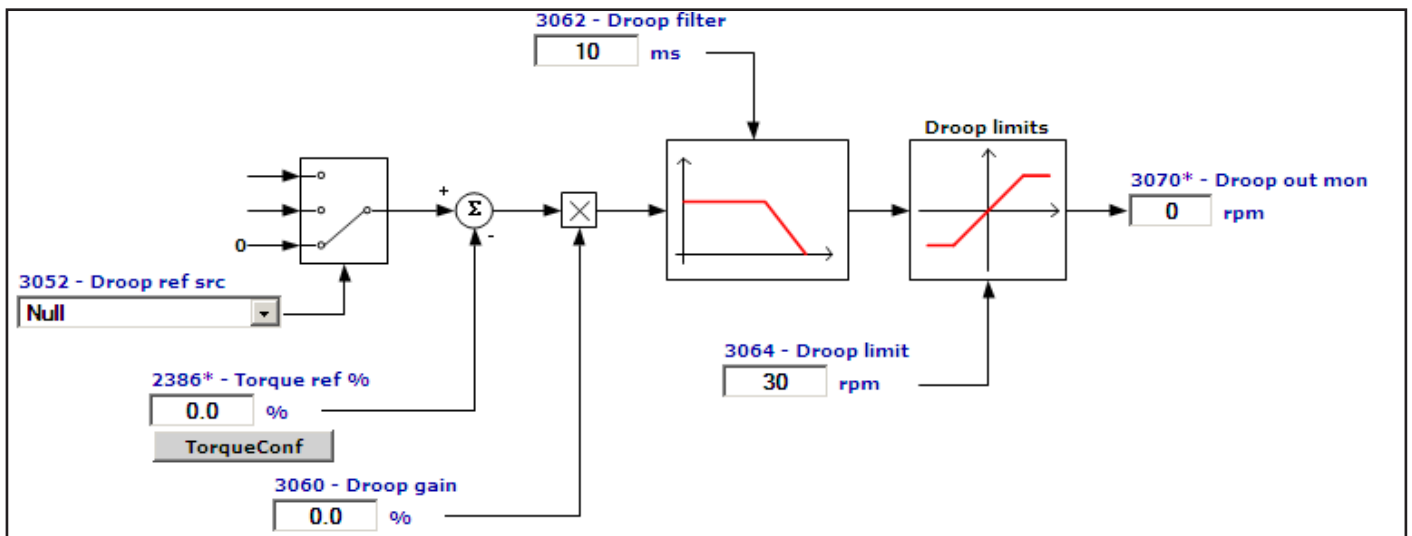 3062 - Droop filter
10 ms
Droop limits
3070* - Droop out mon
0 rpm
+
Σ
-
0
3052 - Droop ref src
Null
3064 - Droop limit
30 rpm
2386* - Torque ref %
0.0 %
TorqueConf
3060 - Droop gain
0.0 %